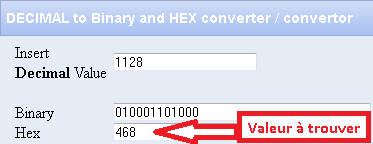 DECIMAL to Binary and HEX converter / convertor
Insert
Decimal Value 1128
Binary 010001101000
Hex 468 Valeur à trouver